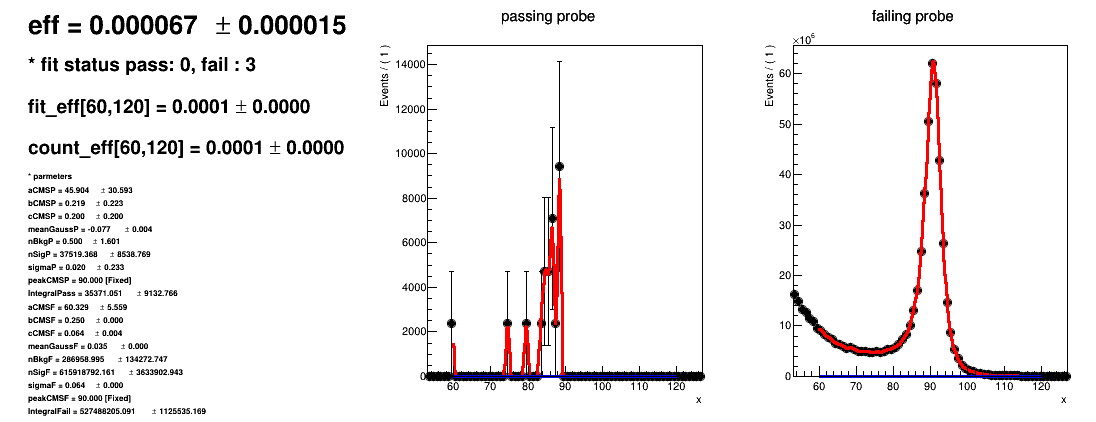 eff = 0.000067 ± 0.000015
* fit status pass: 0, fail : 3
fit_eff[60,120] = 0.0001 ± 0.0000
count_eff[60,120] = 0.0001 ± 0.0000
* parmeters
aCMSP = 45.904 ± 30.593
bCMSP = 0.219 ± 0.223
cCMSP = 0.200 ± 0.200
meanGaussP = -0.077 ± 0.004
nBkgP = 0.500 ± 1.601
nSigP = 37519.368 ± 8538.769
sigmaP = 0.020 ± 0.233
peakCMSP = 90.000 [Fixed]
IntegralPass = 35371.051 ± 9132.766
aCMSF = 60.329 ± 5.559
bCMSF = 0.250 ± 0.000
cCMSF = 0.064 ± 0.004
meanGaussF = 0.035 ± 0.000
nBkgF = 286958.995 ± 134272.747
nSigF = 615918792.161 ± 3633902.943
sigmaF = 0.064 ± 0.000
peakCMSF = 90.000 [Fixed]
IntegralFail = 527488205.091 ± 1125535.169
passing probe
Events / ( 1 )
14000
12000
10000
8000
6000
4000
2000
0
60 70 80 90 100 110 120
x
failing probe
×10⁶
Events / ( 1 )
60
50
40
30
20
10
0
60 70 80 90 100 110 120
x